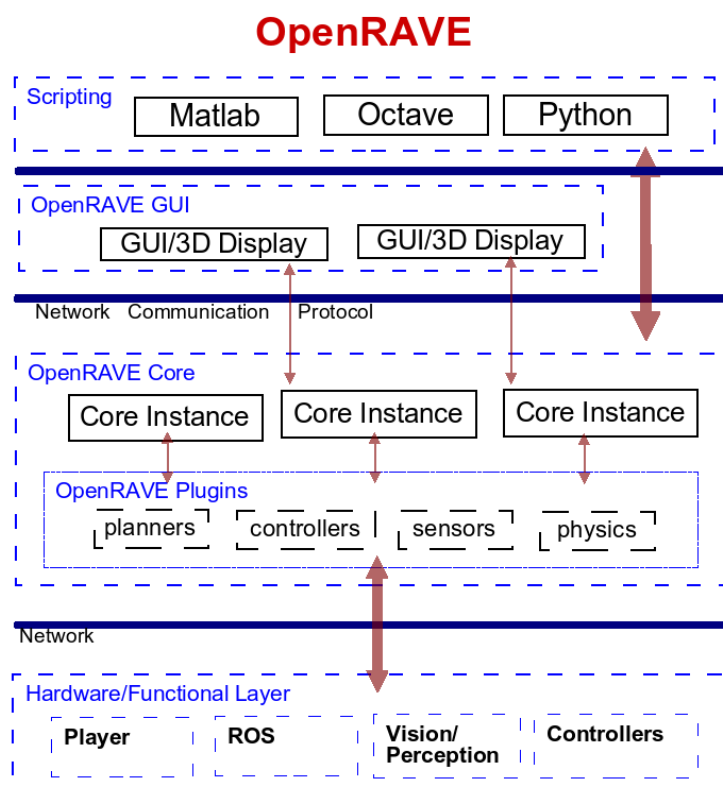 OpenRAVE
Scripting
Matlab
Octave
Python
OpenRAVE GUI
GUI/3D Display
GUI/3D Display
Network Communication Protocol
OpenRAVE Core
Core Instance
Core Instance
Core Instance
OpenRAVE Plugins
planners
controllers
sensors
physics
Network
Hardware/Functional Layer
Player
ROS
Vision/
Perception
Controllers